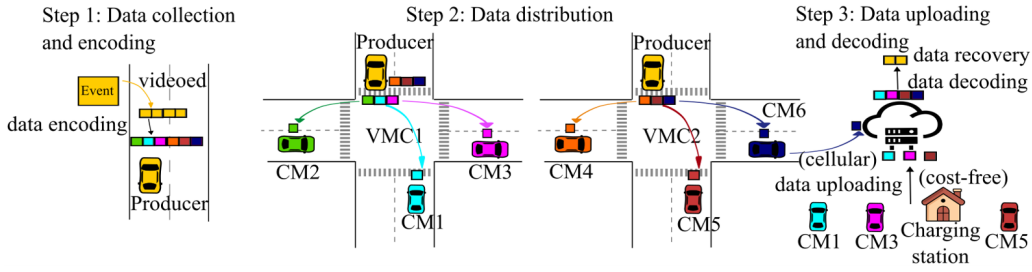 Step 1: Data collection
and encoding
Event
videoed
data encoding
Producer
Step 2: Data distribution
Producer
VMC1
CM2
CM3
CM1
Producer
VMC2
CM6
CM4
CM5
Step 3: Data uploading
and decoding
data recovery
data decoding
(cellular)
data uploading
(cost-free)
CM1
CM3
Charging
station
CM5